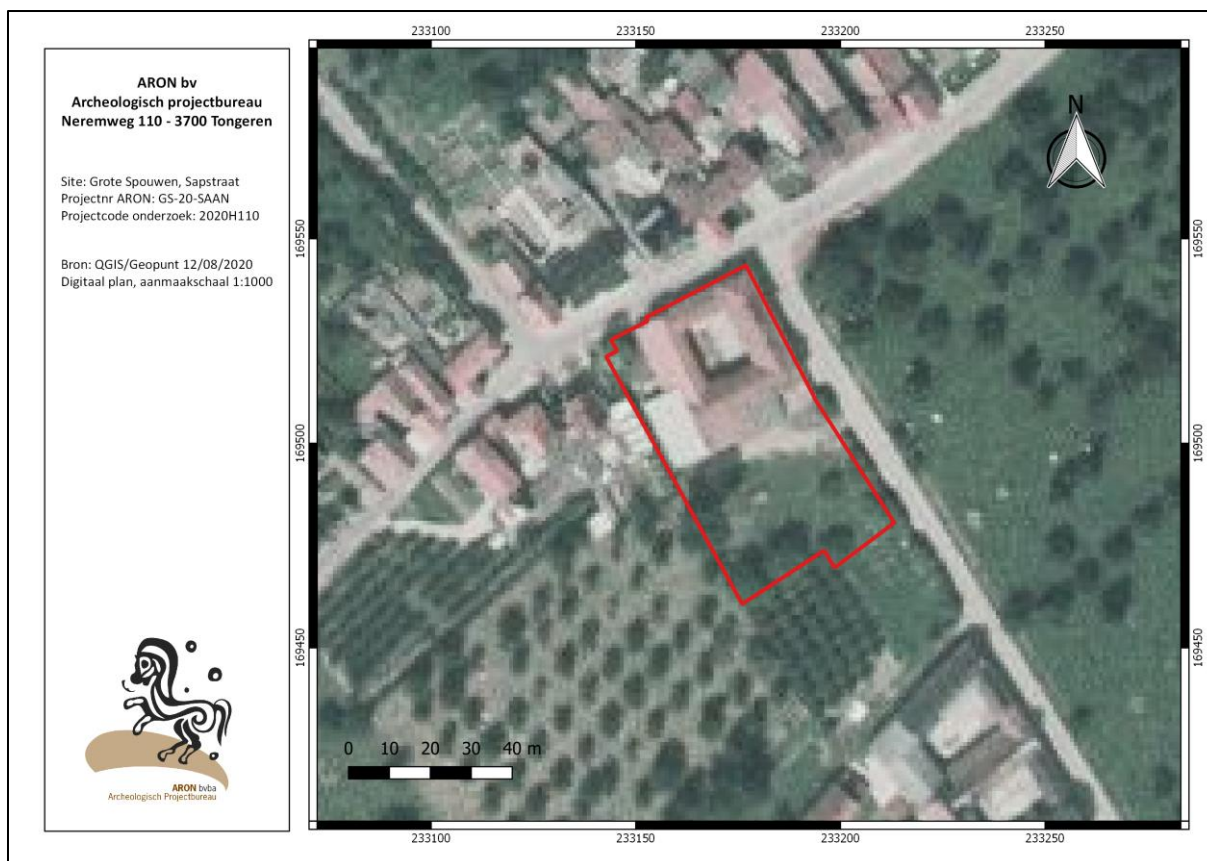 ARON bv
Archeologisch projectbureau
Neremweg 110 - 3700 Tongeren
Site: Grote Spouwen, Sapstraat
Projectnr ARON: GS-20-SAAN
Projectcode onderzoek: 2020H110
Bron: QGIS/Geopunt 12/08/2020
Digitaal plan, aanmaakschaal 1:1000
ARON bvba
Archeologisch Projectbureau
233100 233150 233200 233250
169550
169500
169450
169550
169500
169450
N
0 10 20 30 40 m
233100 233150 233200 233250